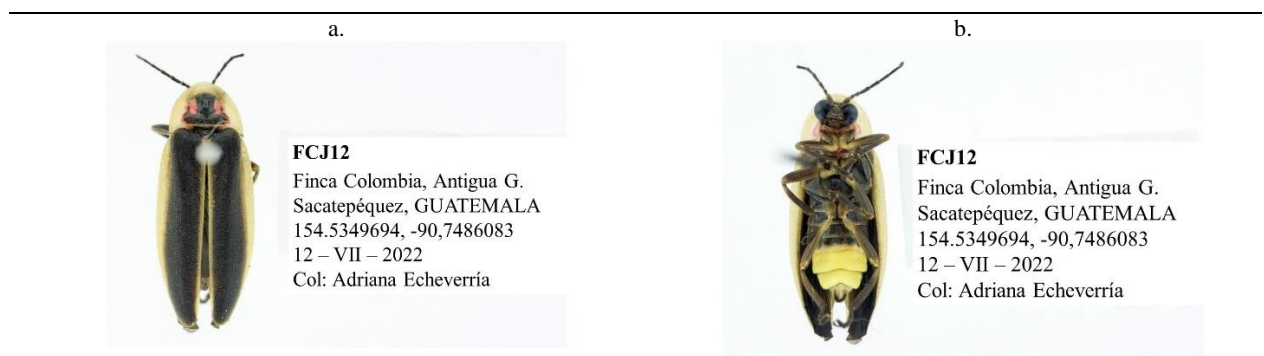 a.
FCJ12
Finca Colombia, Antigua G.
Sacatepéquez, GUATEMALA
154.5349694, -90,7486083
12 – VII – 2022
Col: Adriana Echeverría
b.
FCJ12
Finca Colombia, Antigua G.
Sacatepéquez, GUATEMALA
154.5349694, -90,7486083
12 – VII – 2022
Col: Adriana Echeverría